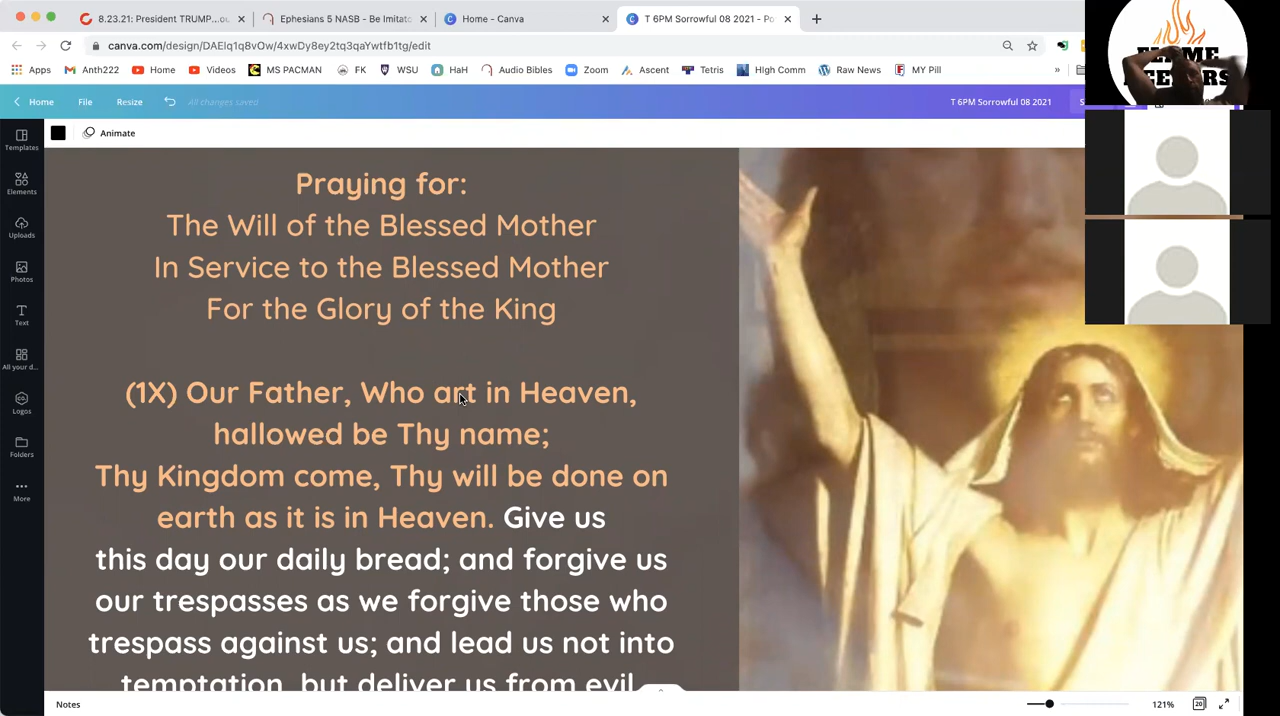 8.23.21: President TRUMP...ou
Ephesians 5 NASB - Be Imitato
Home - Canva
T 6PM Sorrowful 08 2021 - Po
canva.com/design/DAElq1q8vOw/4xwDy8ey2tq3qaYwtfb1tg/edit
Apps
Anth222
Home
Videos
MS PACMAN
FK
WSU
HaH
Audio Bibles
Zoom
Ascent
Tetris
High Comm
Raw News
MY Pill
»
Home
File
Resize
All changes saved
T 6PM Sorrowful 08 2021
Animate
Templates
Elements
Uploads
Photos
Text
All your d...
Logos
Folders
More
Praying for:
The Will of the Blessed Mother
In Service to the Blessed Mother
For the Glory of the King
(1X) Our Father, Who art in Heaven,
hallowed be Thy name;
Thy Kingdom come, Thy will be done on
earth as it is in Heaven. Give us
this day our daily bread; and forgive us
our trespasses as we forgive those who
trespass against us; and lead us not into
temptation, but deliver us from evil.
Notes
121%
20